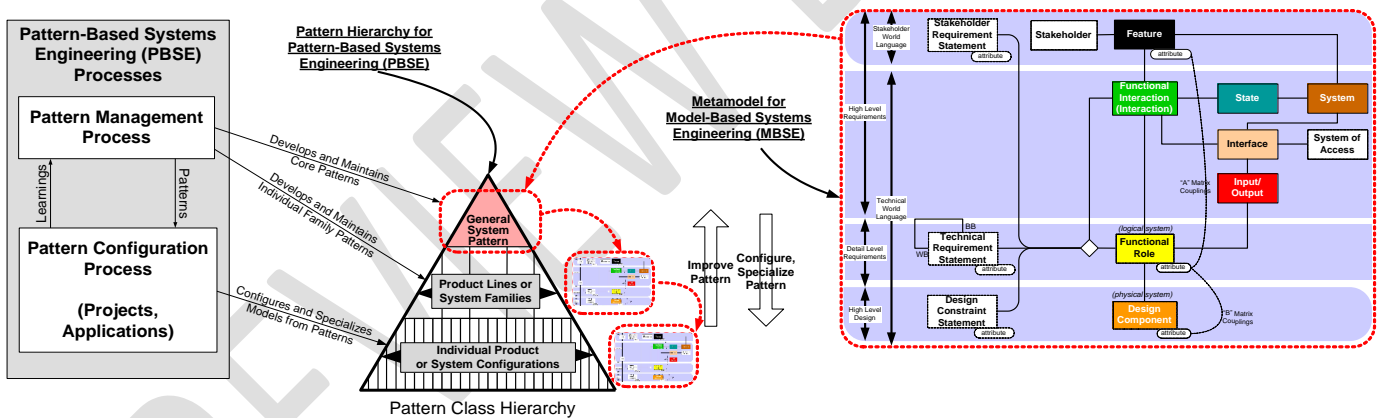 Pattern-Based Systems
Engineering (PBSE)
Processes
Pattern Management
Process
Learnings
Patterns
Pattern Configuration
Process
(Projects,
Applications)
Develops and Maintains
Core Patterns
Develops and Maintains
Individual Family Patterns
Configures and Specializes
Models from Patterns
Pattern Hierarchy for
Pattern-Based Systems
Engineering (PBSE)
General
System
Pattern
Product Lines or
System Families
Individual Product
or System Configurations
Pattern Class Hierarchy
Improve
Pattern
Configure,
Specialize
Pattern
Metamodel for
Model-Based Systems
Engineering (MBSE)
Stakeholder
World
Language
High Level
Requirements
Technical
World
Language
Detail Level
Requirements
High Level
Design
Stakeholder
Requirement
Statement
attribute
Stakeholder
Feature
attribute
Functional
Interaction
(Interaction)
State
System
Interface
System of
Access
"A" Matrix
Couplings
Input/
Output
BB
WB
Technical
Requirement
Statement
attribute
(logical system)
Functional
Role
attribute
Design
Constraint
Statement
attribute
(physical system)
Design
Component
attribute
"B" Matrix
Couplings